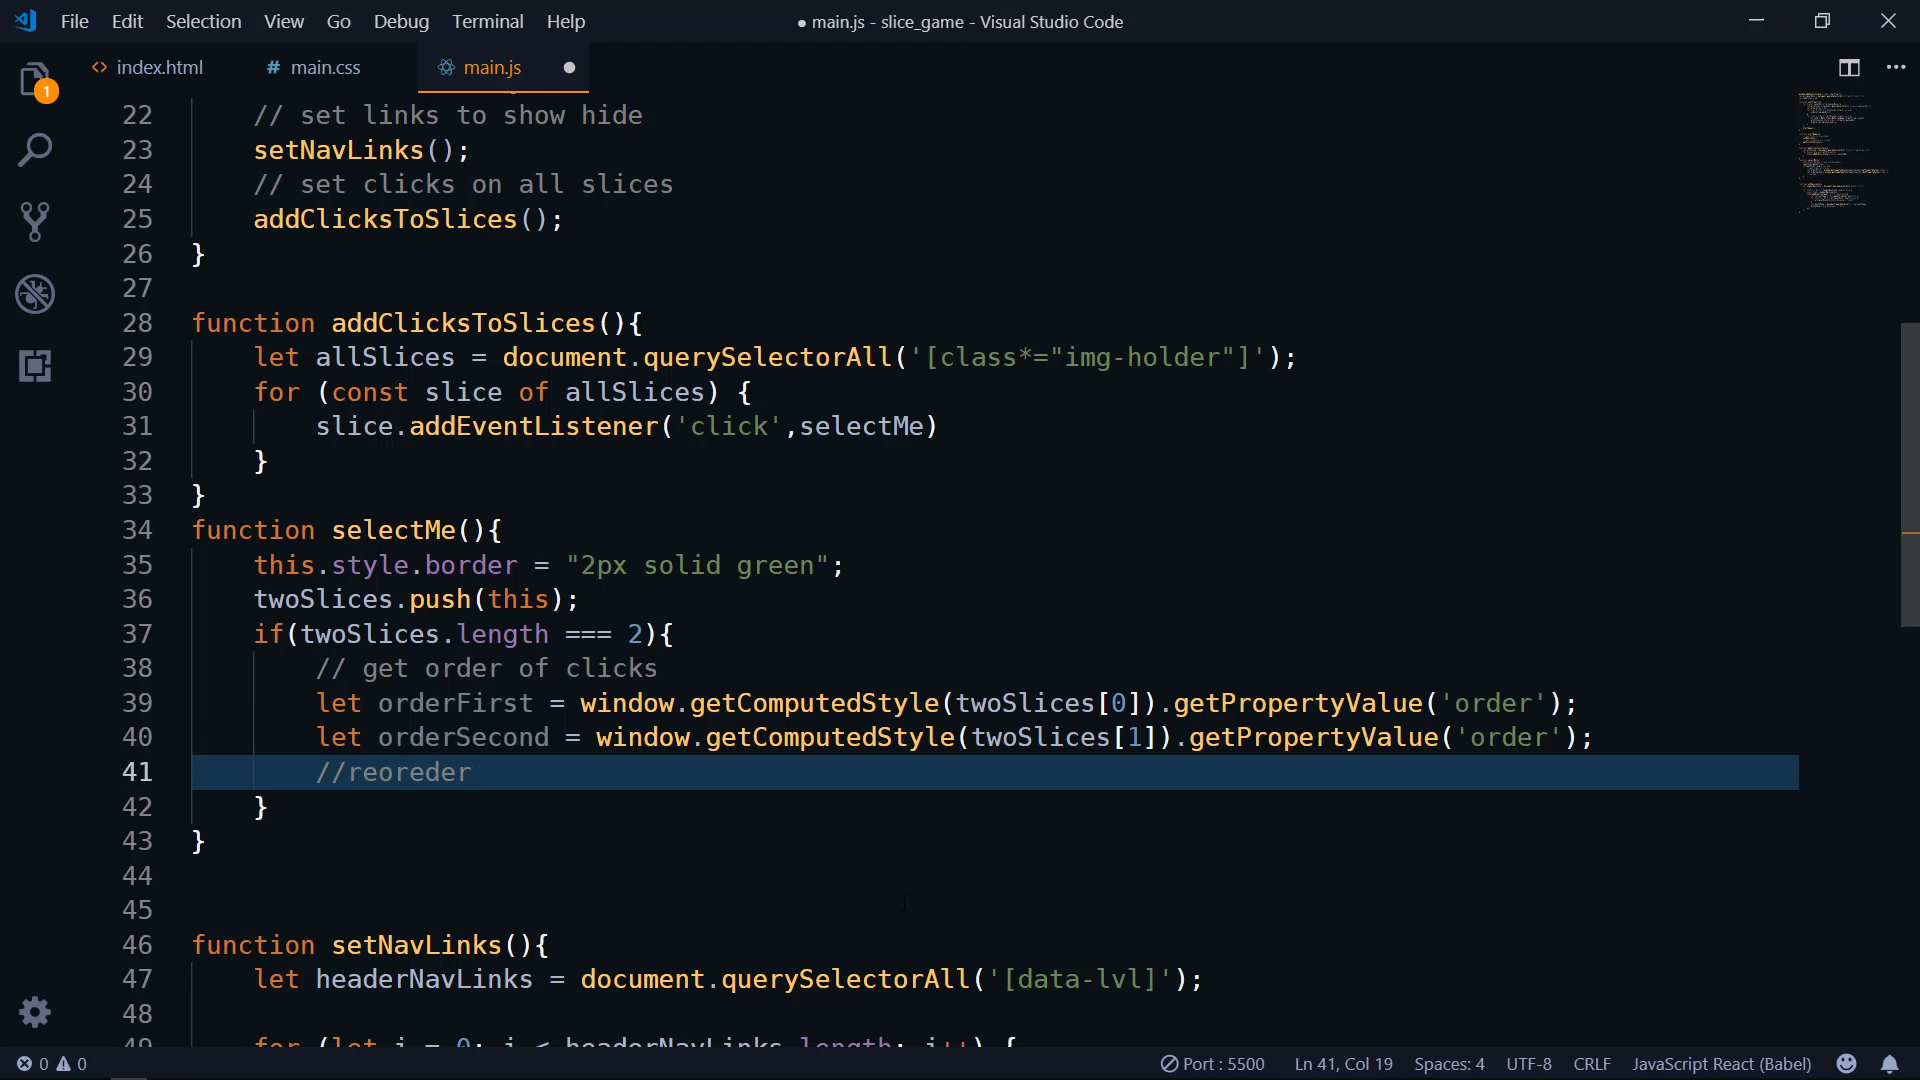 File Edit Selection View Go Debug Terminal Help
● main.js - slice_game - Visual Studio Code
1
<> index.html
# main.css
main.js ●
22 // set links to show hide
23 setNavLinks();
24 // set clicks on all slices
25 addClicksToSlices();
26 }
27
28 function addClicksToSlices(){
29 let allSlices = document.querySelectorAll('[class*="img-holder"]');
30 for (const slice of allSlices) {
31 slice.addEventListener('click',selectMe)
32 }
33 }
34 function selectMe(){
35 this.style.border = "2px solid green";
36 twoSlices.push(this);
37 if(twoSlices.length === 2){
38 // get order of clicks
39 let orderFirst = window.getComputedStyle(twoSlices[0]).getPropertyValue('order');
40 let orderSecond = window.getComputedStyle(twoSlices[1]).getPropertyValue('order');
41 //reoreder
42 }
43 }
44
45
46 function setNavLinks(){
47 let headerNavLinks = document.querySelectorAll('[data-lvl]');
48
49 for (let i = 0; i < headerNavLinks.length; i++) {
0 0 Port : 5500 Ln 41, Col 19 Spaces: 4 UTF-8 CRLF JavaScript React (Babel)